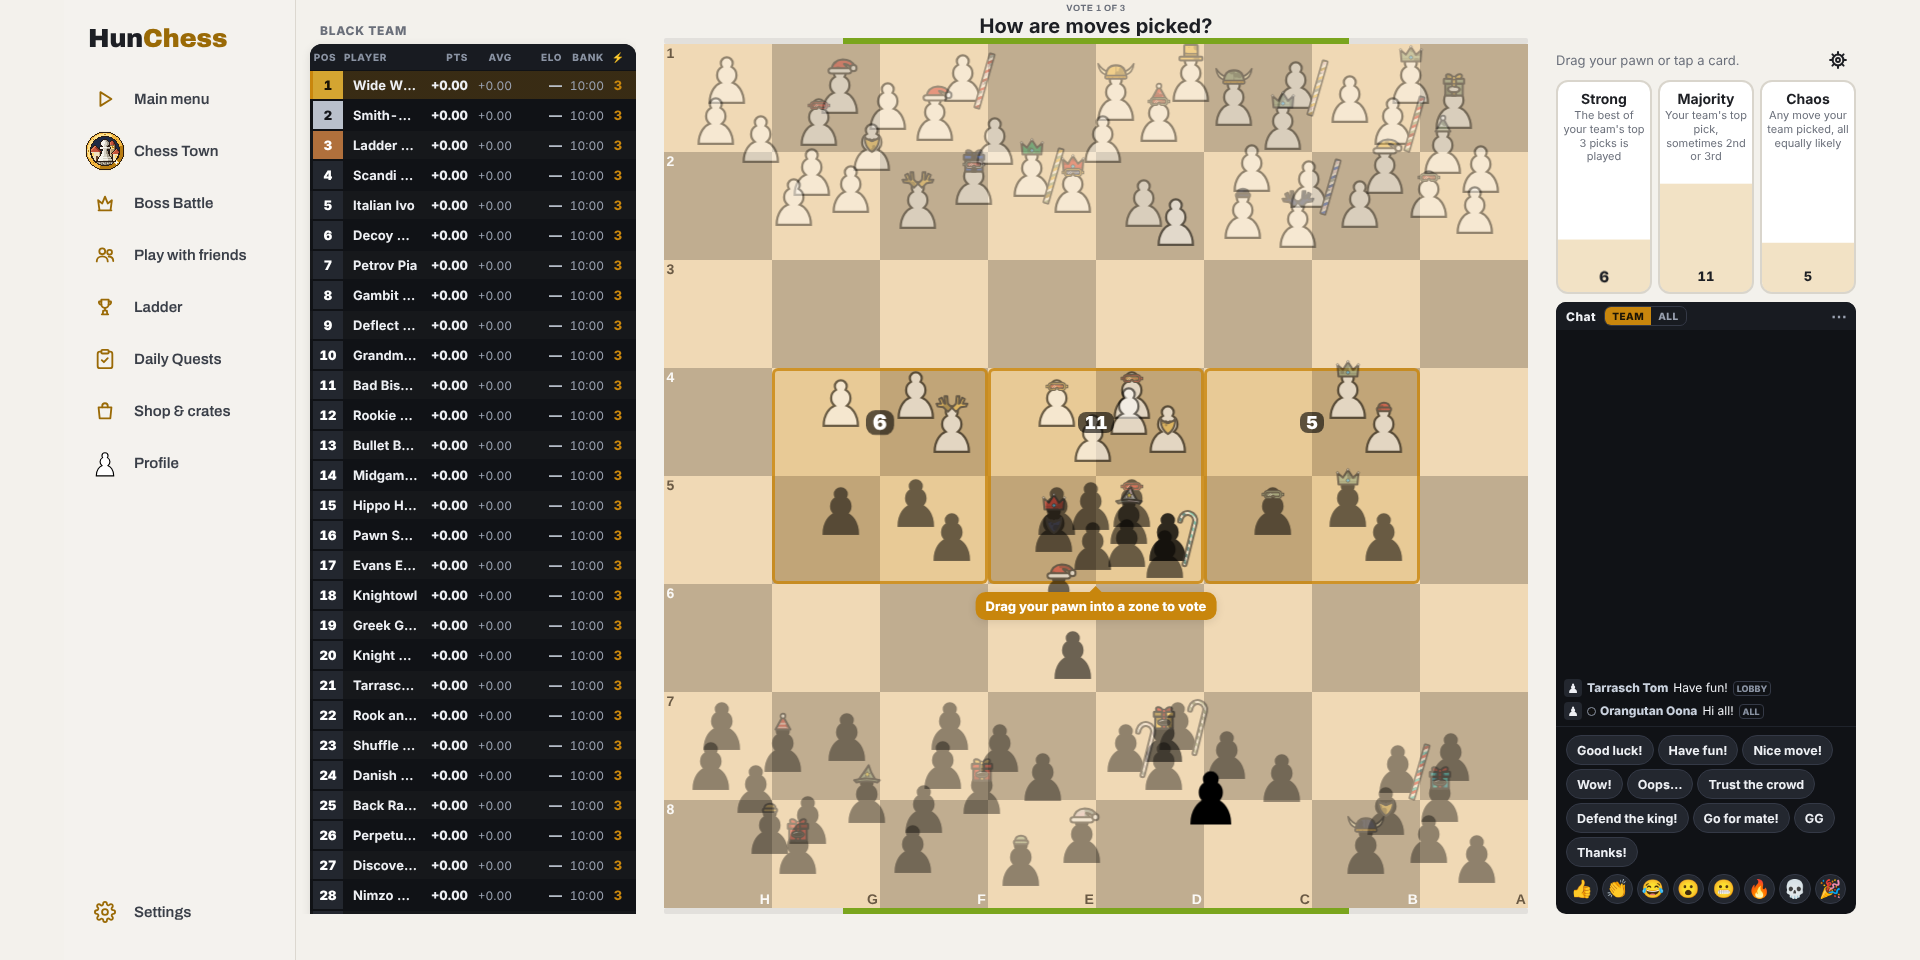 HunChess
Main menu
Chess Town
Boss Battle
Play with friends
Ladder
Daily Quests
Shop & crates
Profile
Settings
BLACK TEAM
POS PLAYER PTS AVG ELO BANK
1 Wide W... +0.00 +0.00 — 10:00 3
2 Smith-... +0.00 +0.00 — 10:00 3
3 Ladder ... +0.00 +0.00 — 10:00 3
4 Scandi ... +0.00 +0.00 — 10:00 3
5 Italian Ivo +0.00 +0.00 — 10:00 3
6 Decoy ... +0.00 +0.00 — 10:00 3
7 Petrov Pia +0.00 +0.00 — 10:00 3
8 Gambit ... +0.00 +0.00 — 10:00 3
9 Deflect ... +0.00 +0.00 — 10:00 3
10 Grandm... +0.00 +0.00 — 10:00 3
11 Bad Bis... +0.00 +0.00 — 10:00 3
12 Rookie ... +0.00 +0.00 — 10:00 3
13 Bullet B... +0.00 +0.00 — 10:00 3
14 Midgam... +0.00 +0.00 — 10:00 3
15 Hippo H... +0.00 +0.00 — 10:00 3
16 Pawn S... +0.00 +0.00 — 10:00 3
17 Evans E... +0.00 +0.00 — 10:00 3
18 Knightowl +0.00 +0.00 — 10:00 3
19 Greek G... +0.00 +0.00 — 10:00 3
20 Knight ... +0.00 +0.00 — 10:00 3
21 Tarrasc... +0.00 +0.00 — 10:00 3
22 Rook an... +0.00 +0.00 — 10:00 3
23 Shuffle ... +0.00 +0.00 — 10:00 3
24 Danish ... +0.00 +0.00 — 10:00 3
25 Back Ra... +0.00 +0.00 — 10:00 3
26 Perpetu... +0.00 +0.00 — 10:00 3
27 Discove... +0.00 +0.00 — 10:00 3
28 Nimzo ... +0.00 +0.00 — 10:00 3
VOTE 1 OF 3
How are moves picked?
1
2
3
4
6 11 5
5
6
Drag your pawn into a zone to vote
7
8
H G F E D C B A
Drag your pawn or tap a card.
Strong
The best of
your team's top
3 picks is
played
6
Majority
Your team's top
pick,
sometimes 2nd
or 3rd
11
Chaos
Any move your
team picked, all
equally likely
5
Chat TEAM ALL
Tarrasch Tom Have fun! LOBBY
Orangutan Oona Hi all! ALL
Good luck! Have fun! Nice move!
Wow! Oops... Trust the crowd
Defend the king! Go for mate! GG
Thanks!